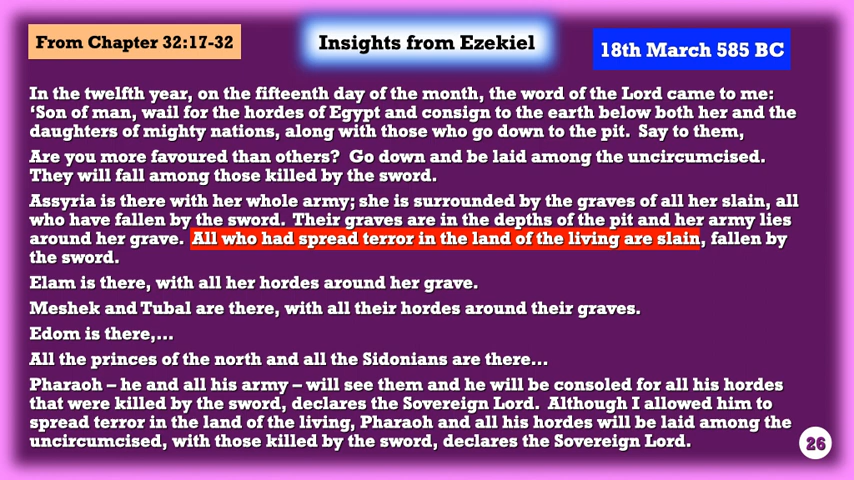 From Chapter 32:17-32
Insights from Ezekiel
18th March 585 BC
In the twelfth year, on the fifteenth day of the month, the word of the Lord came to me:
‘Son of man, wail for the hordes of Egypt and consign to the earth below both her and the
daughters of mighty nations, along with those who go down to the pit.  Say to them,
Are you more favoured than others?  Go down and be laid among the uncircumcised.
They will fall among those killed by the sword.
Assyria is there with her whole army; she is surrounded by the graves of all her slain, all
who have fallen by the sword.  Their graves are in the depths of the pit and her army lies
around her grave.  All who had spread terror in the land of the living are slain, fallen by
the sword.
Elam is there, with all her hordes around her grave.
Meshek and Tubal are there, with all their hordes around their graves.
Edom is there,...
All the princes of the north and all the Sidonians are there...
Pharaoh – he and all his army – will see them and he will be consoled for all his hordes
that were killed by the sword, declares the Sovereign Lord.  Although I allowed him to
spread terror in the land of the living, Pharaoh and all his hordes will be laid among the
uncircumcised, with those killed by the sword, declares the Sovereign Lord.
26